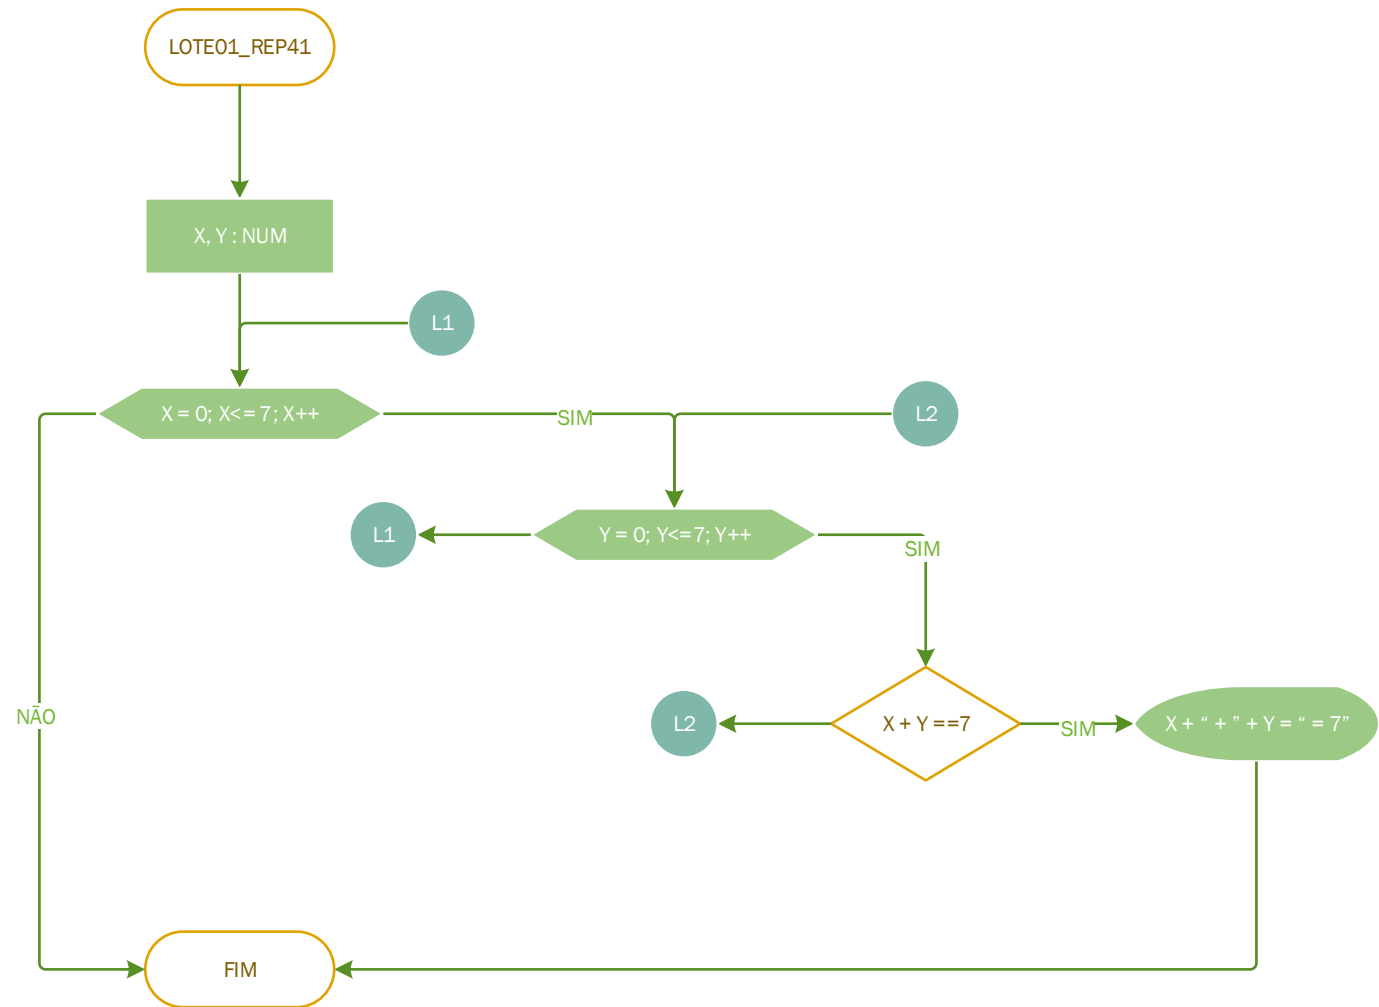 LOTE01_REP41
X, Y : NUM
L1
X = 0; X<= 7; X++
SIM
L2
L1
Y = 0; Y<=7; Y++
SIM
NÃO
L2
X + Y ==7
SIM
X + “ + ” + Y = “ = 7”
FIM